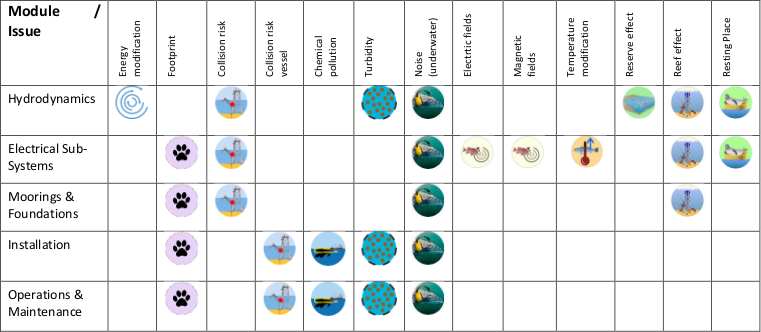 Module /
Issue
Energy
modification
Footprint
Collision risk
Collision risk
vessel
Chemical
pollution
Turbidity
Noise
(underwater)
Electrtic fields
Magnetic
fields
Temperature
modification
Reserve effect
Reef effect
Resting Place
Hydrodynamics
Electrical Sub-
Systems
Moorings &
Foundations
Installation
Operations &
Maintenance